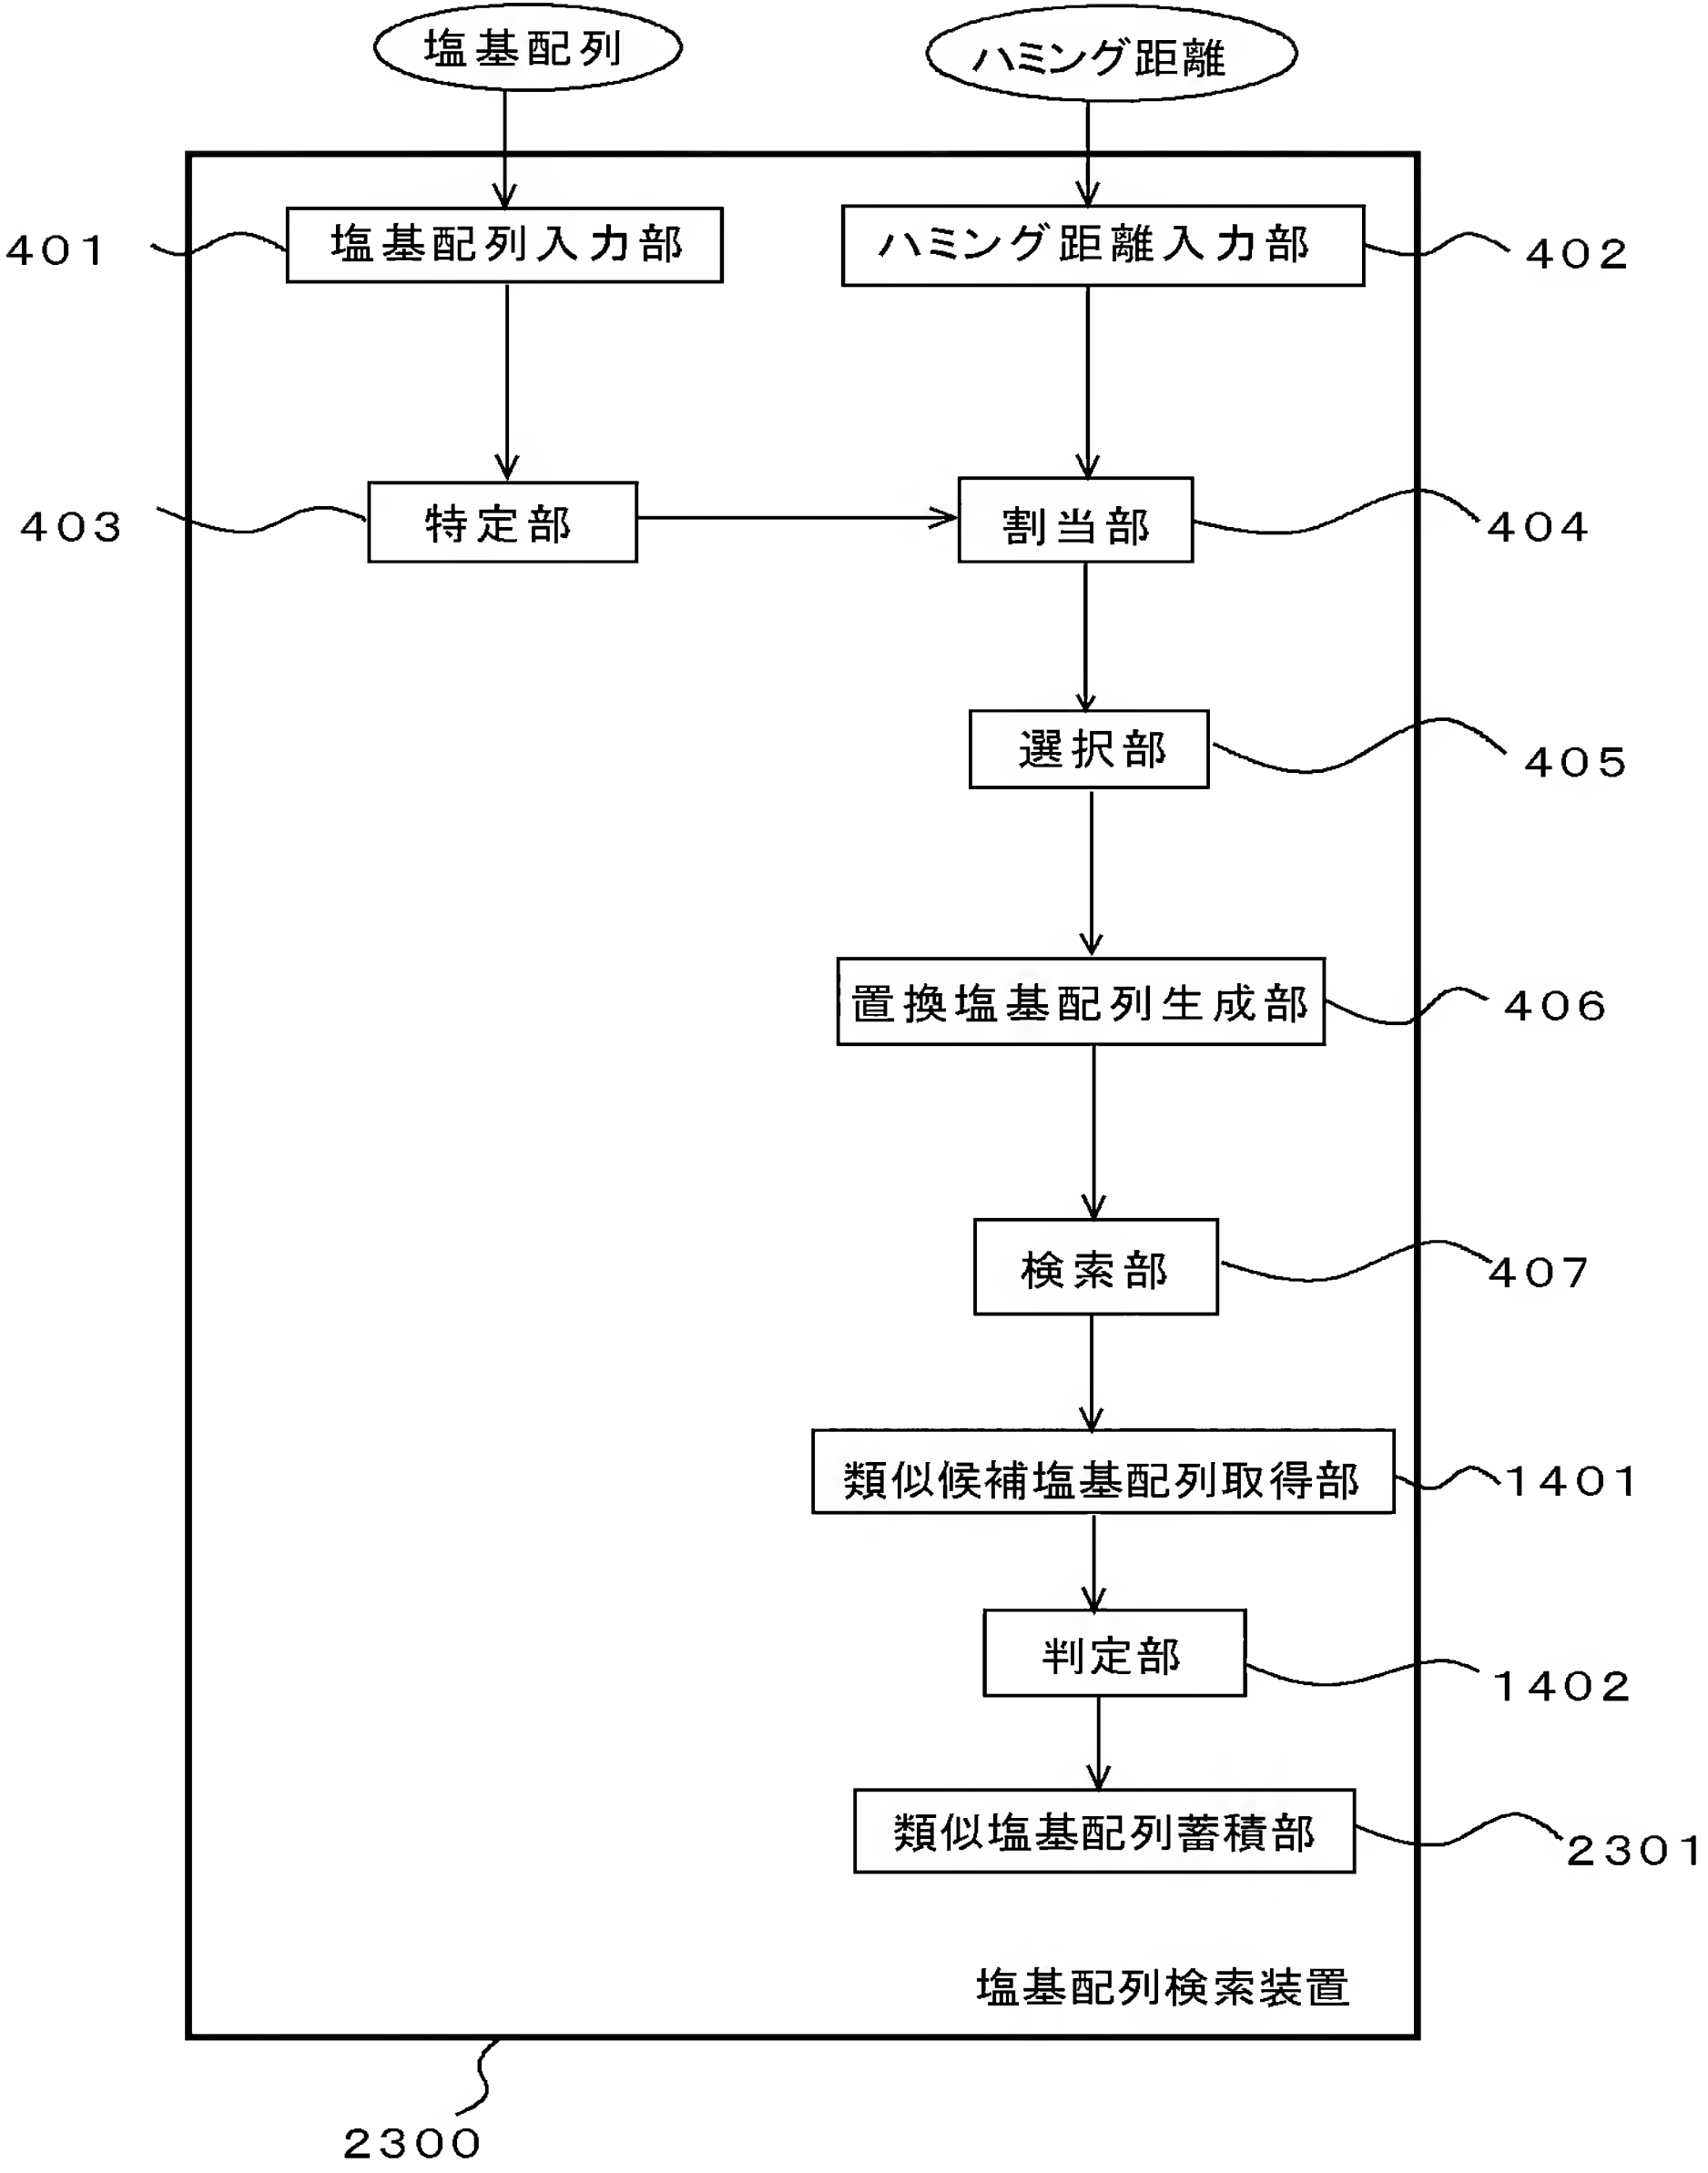 塩基配列
ハミング距離
401
塩基配列入力部
ハミング距離入力部
402
403
特定部
割当部
404
選択部
405
置換塩基配列生成部
406
検索部
407
類似候補塩基配列取得部
1401
判定部
1402
類似塩基配列蓄積部
2301
塩基配列検索装置
2300